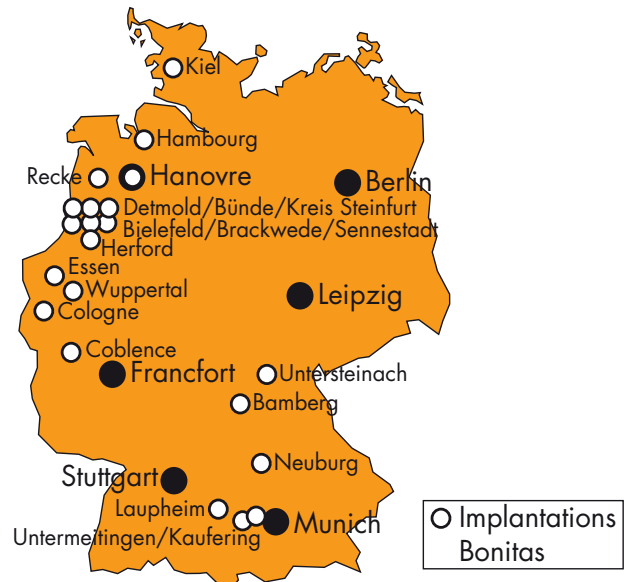 Kiel
Hambourg
Recke
Hanovre
Berlin
Detmold/Bünde/Kreis Steinfurt
Bielefeld/Brackwede/Sennestadt
Herford
Essen
Wuppertal
Leipzig
Cologne
Coblence
Francfort
Untersteinach
Bamberg
Neuburg
Stuttgart
Laupheim
Munich
Untermeitingen/Kaufering
Implantations
Bonitas